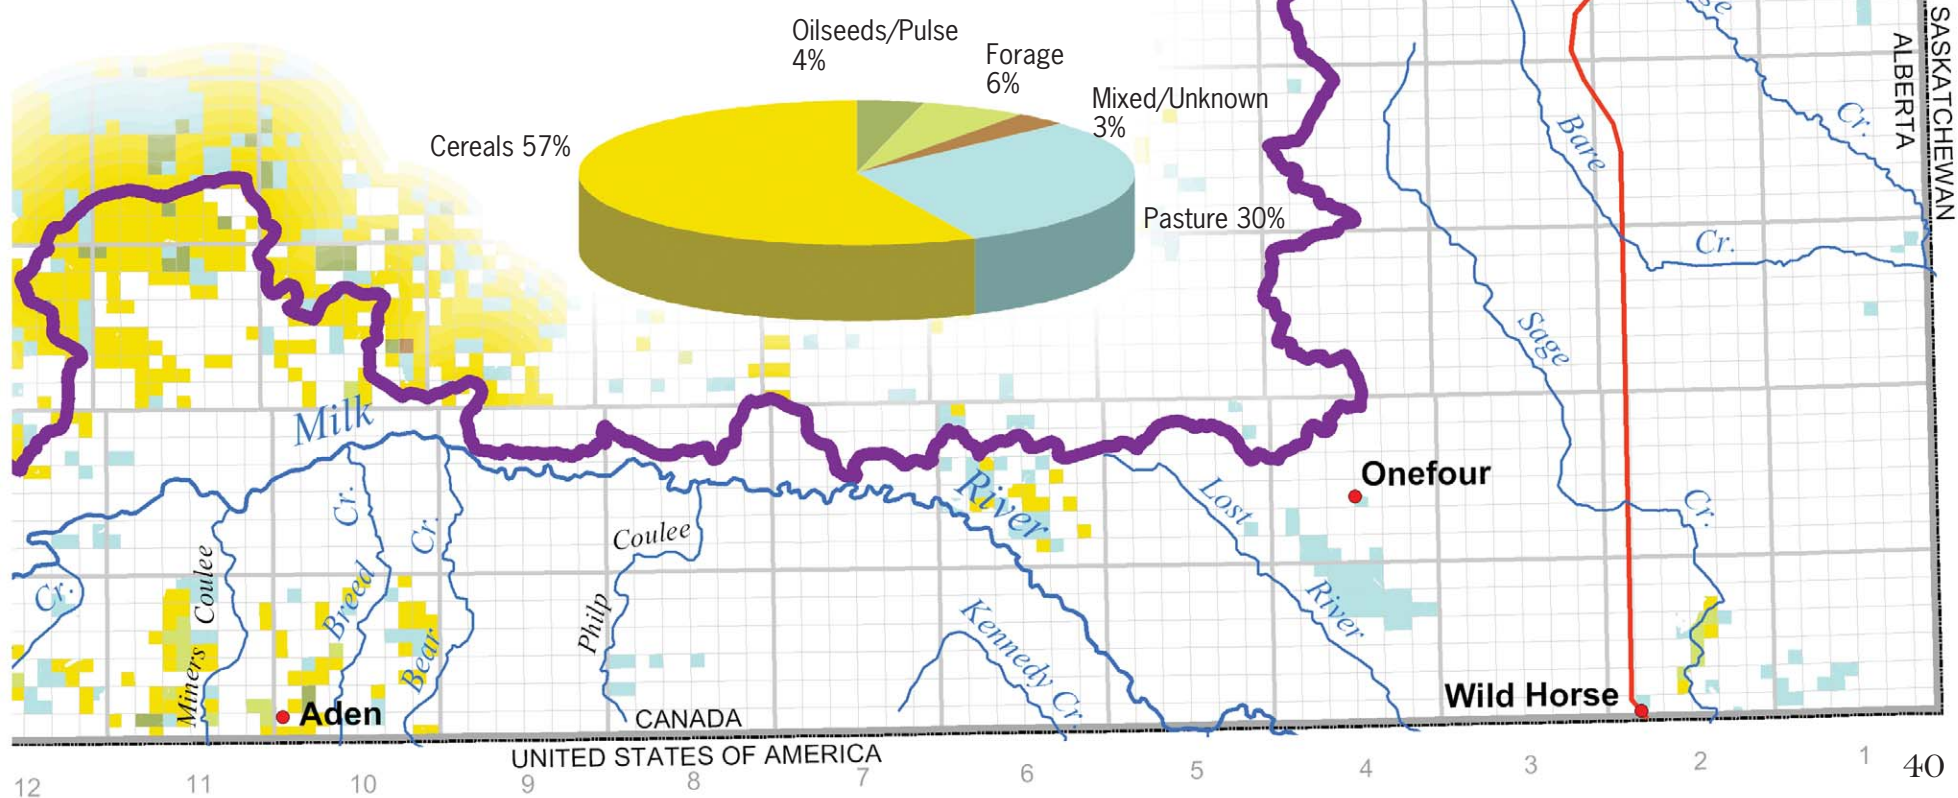 Oilseeds/Pulse
4%
Forage
6%
Mixed/Unknown
3%
Cereals 57%
Pasture 30%
SASKATCHEWAN
ALBERTA
Cr.
Bare
Cr.
Sage
Cr.
Milk
River
Onefour
Lost
River
Cr.
Miners Coulee
Breed Cr.
Bear Cr.
Philp
Coulee
Kennedy Cr.
Aden
Wild Horse
CANADA
UNITED STATES OF AMERICA
12 11 10 9 8 7 6 5 4 3 2 1
40